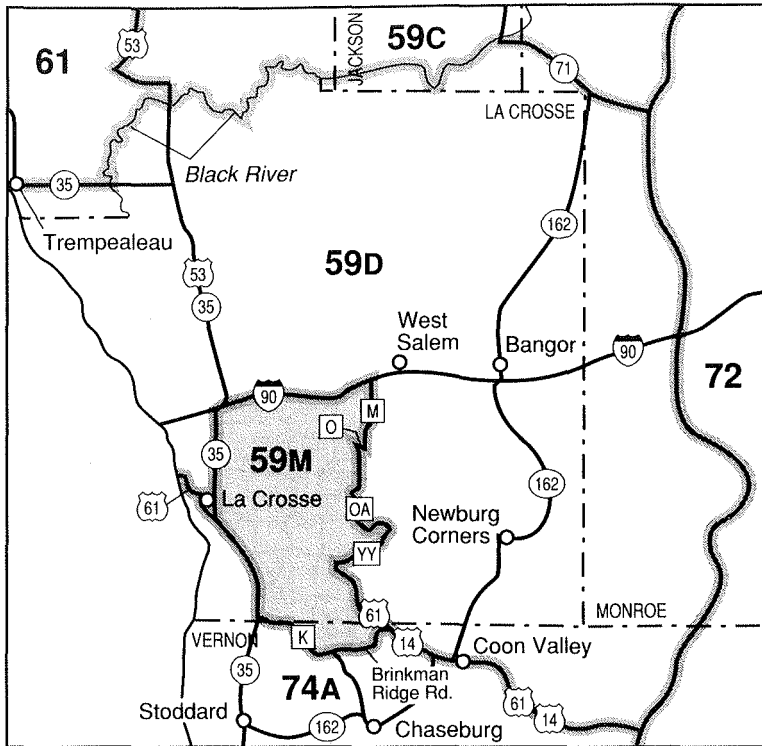 53
61
JACKSON
59C
71
LA CROSSE
Black River
35
Trempealeau
162
53
59D
35
West
Salem
Bangor
90
72
90
M
O
35
59M
61
La Crosse
OA
162
Newburg
Corners
YY
61
MONROE
VERNON
K
14
Coon Valley
35
Brinkman
Ridge Rd.
74A
61
Stoddard
162
Chaseburg
14